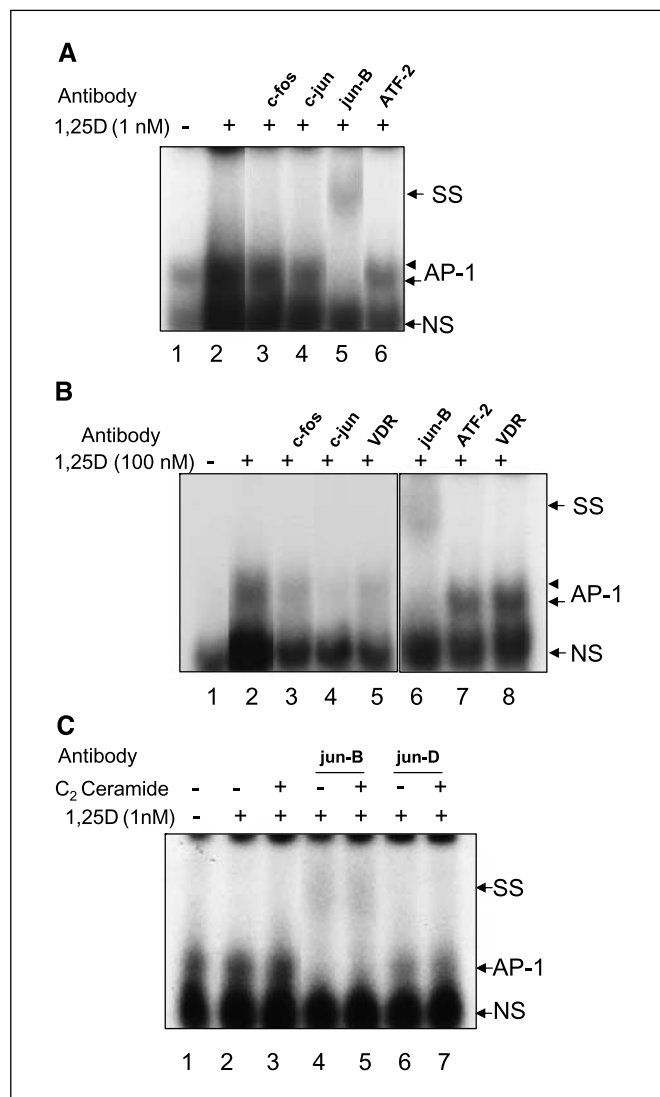 A
Antibody c-fos c-jun jun-B ATF-2
1,25D (1 nM) - + + + + +
SS
AP-1
NS
1 2 3 4 5 6
B
Antibody c-fos c-jun VDR jun-B ATF-2 VDR
1,25D (100 nM) - + + + + + + +
SS
AP-1
NS
1 2 3 4 5 6 7 8
C
Antibody jun-B jun-D
C₂ Ceramide - - + - + - +
1,25D (1nM) - + + + + + +
SS
AP-1
NS
1 2 3 4 5 6 7